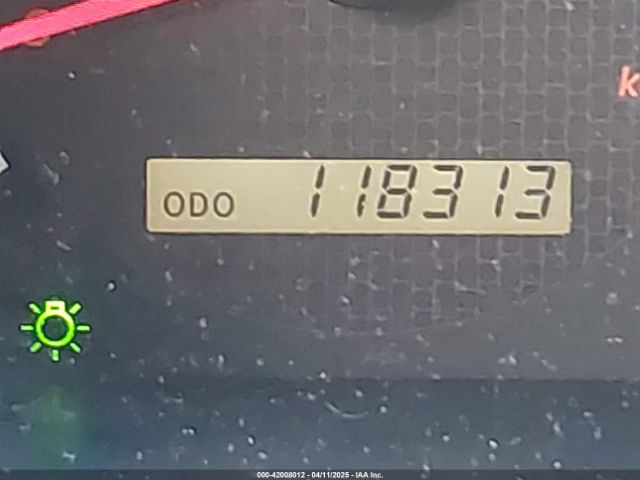 k
ODO 118313
000-42008012 - 04/11/2025 - IAA Inc.